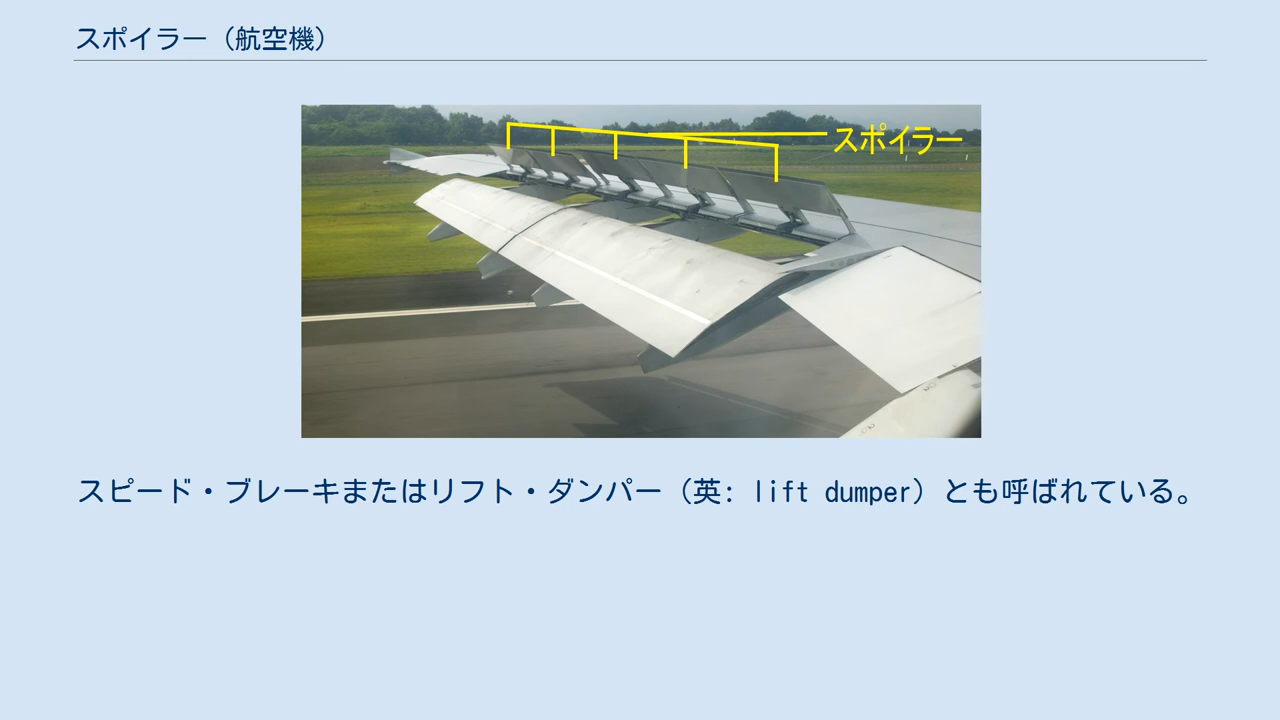 スポイラー（航空機）
スポイラー
スピード・ブレーキまたはリフト・ダンパー（英: lift dumper）とも呼ばれている。